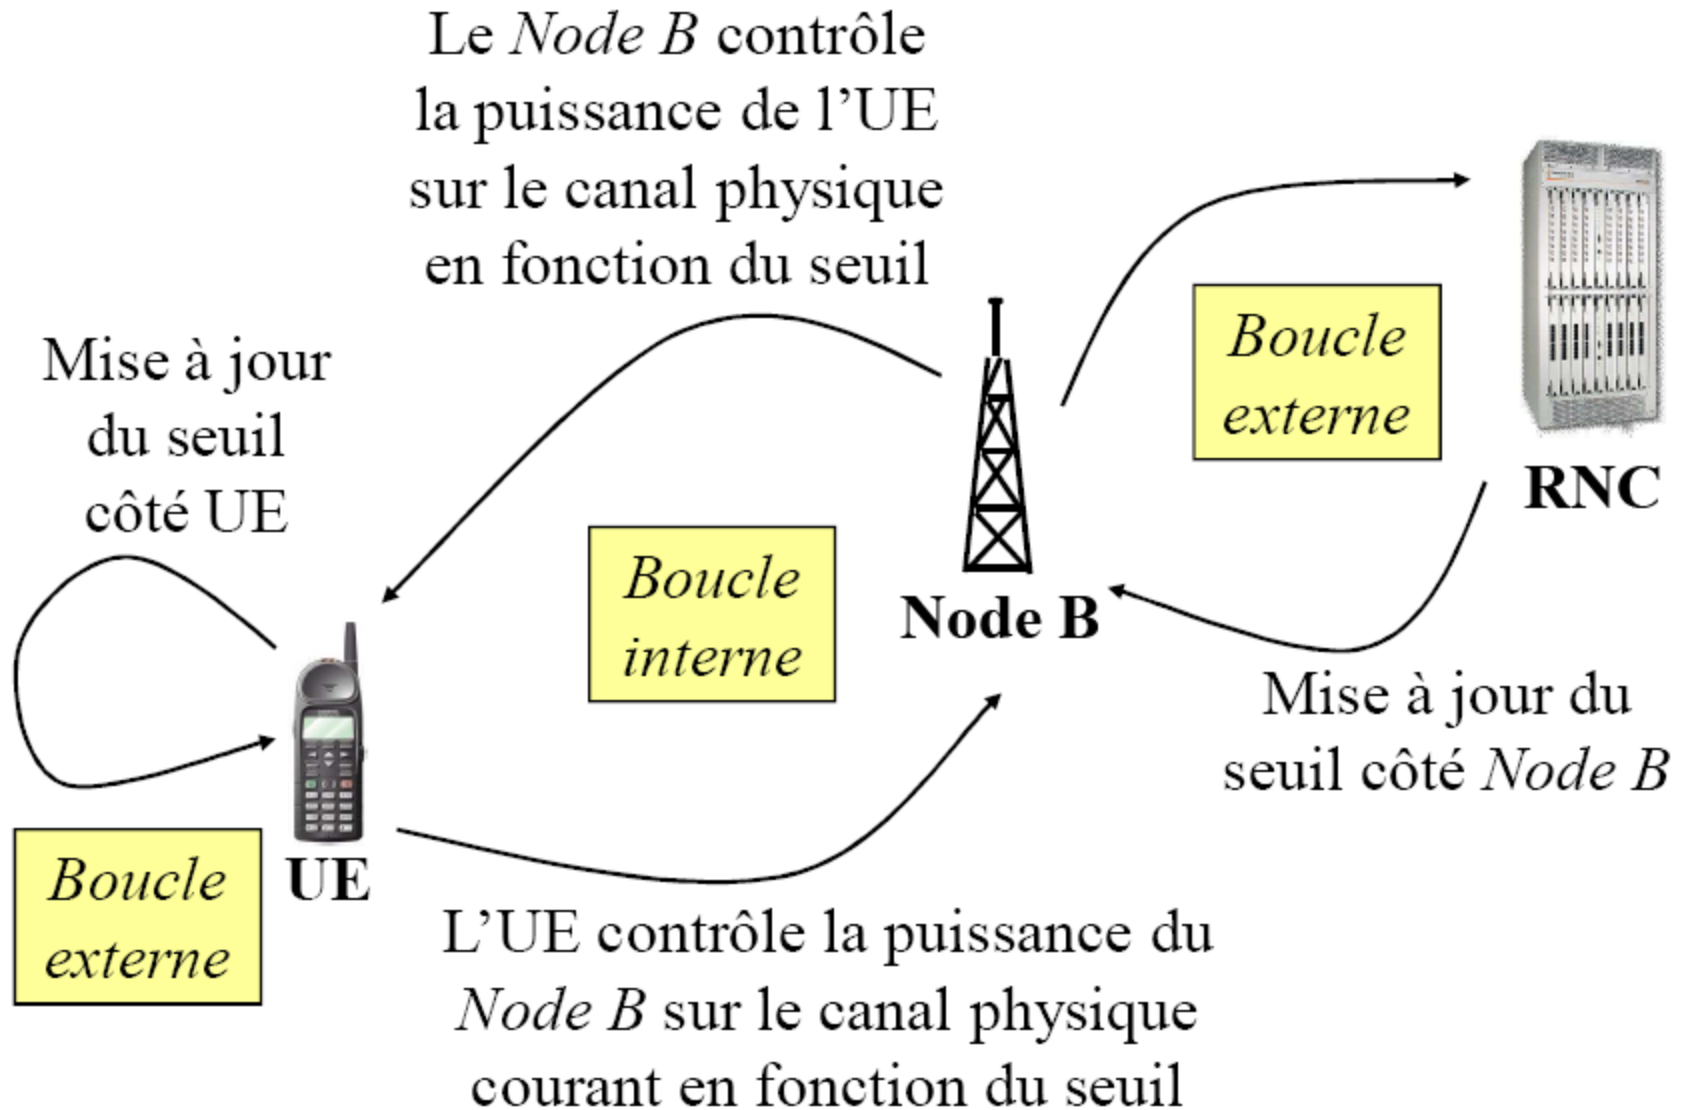 Le Node B contrôle
la puissance de l’UE
sur le canal physique
en fonction du seuil
Boucle
externe
Mise à jour
du seuil
côté UE
RNC
Boucle
interne
Node B
Mise à jour du
seuil côté Node B
Boucle
externe
UE
L’UE contrôle la puissance du
Node B sur le canal physique
courant en fonction du seuil